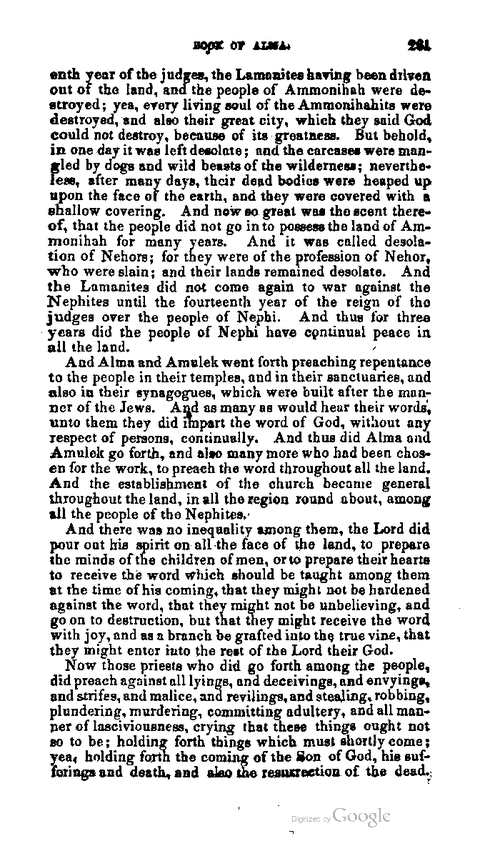 BOOK OF ALMA. 261
enth year of the judges, the Lamanites having been driven
out of the land, and the people of Ammonihah were de-
stroyed; yea, every living soul of the Ammonihahits were
destroyed, and also their great city, which they said God
could not destroy, because of its greatness. But behold,
in one day it was left desolate; and the carcases were man-
gled by dogs and wild beasts of the wilderness; neverthe-
less, after many days, their dead bodies were heaped up
upon the face of the earth, and they were covered with a
shallow covering. And now so great was the scent there-
of, that the people did not go in to possess the land of Am-
monihah for many years. And it was called desola-
tion of Nehors; for they were of the profession of Nehor,
who were slain; and their lands remained desolate. And
the Lamanites did not come again to war against the
Nephites until the fourteenth year of the reign of the
judges over the people of Nephi. And thus for three
years did the people of Nephi have continual peace in
all the land.
And Alma and Amulek went forth preaching repentance
to the people in their temples, and in their sanctuaries, and
also in their synagogues, which were built after the man-
ner of the Jews. And as many as would hear their words,
unto them they did impart the word of God, without any
respect of persons, continually. And thus did Alma and
Amulek go forth, and also many more who had been chos-
en for the work, to preach the word throughout all the land.
And the establishment of the church became general
throughout the land, in all the region round about, among
all the people of the Nephites.
And there was no inequality among them, the Lord did
pour out his spirit on all the face of the land, to prepare
the minds of the children of men, or to prepare their hearts
to receive the word which should be taught among them
at the time of his coming, that they might not be hardened
against the word, that they might not be unbelieving, and
go on to destruction, but that they might receive the word
with joy, and as a branch be grafted into the true vine, that
they might enter into the rest of the Lord their God.
Now those priests who did go forth among the people,
did preach against all lyings, and deceivings, and envyings,
and strifes, and malice, and revilings, and stealing, robbing,
plundering, murdering, committing adultery, and all man-
ner of lasciviousness, crying that these things ought not
so to be; holding forth things which must shortly come;
yea, holding forth the coming of the Son of God, his suf-
ferings and death, and also the resurrection of the dead.
Digitized by Google